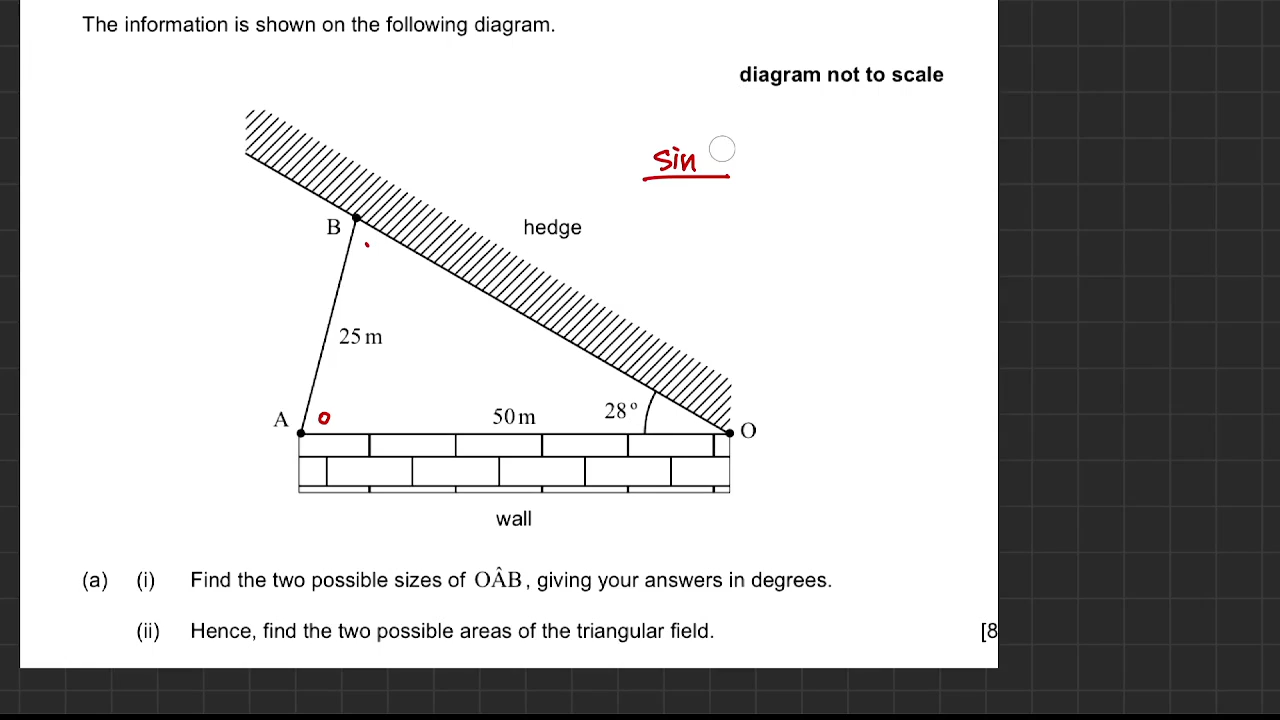 The information is shown on the following diagram.
diagram not to scale
sin
B
hedge
25 m
A
50 m
28°
O
wall
(a) (i) Find the two possible sizes of OÂB, giving your answers in degrees.
(ii) Hence, find the two possible areas of the triangular field. [8